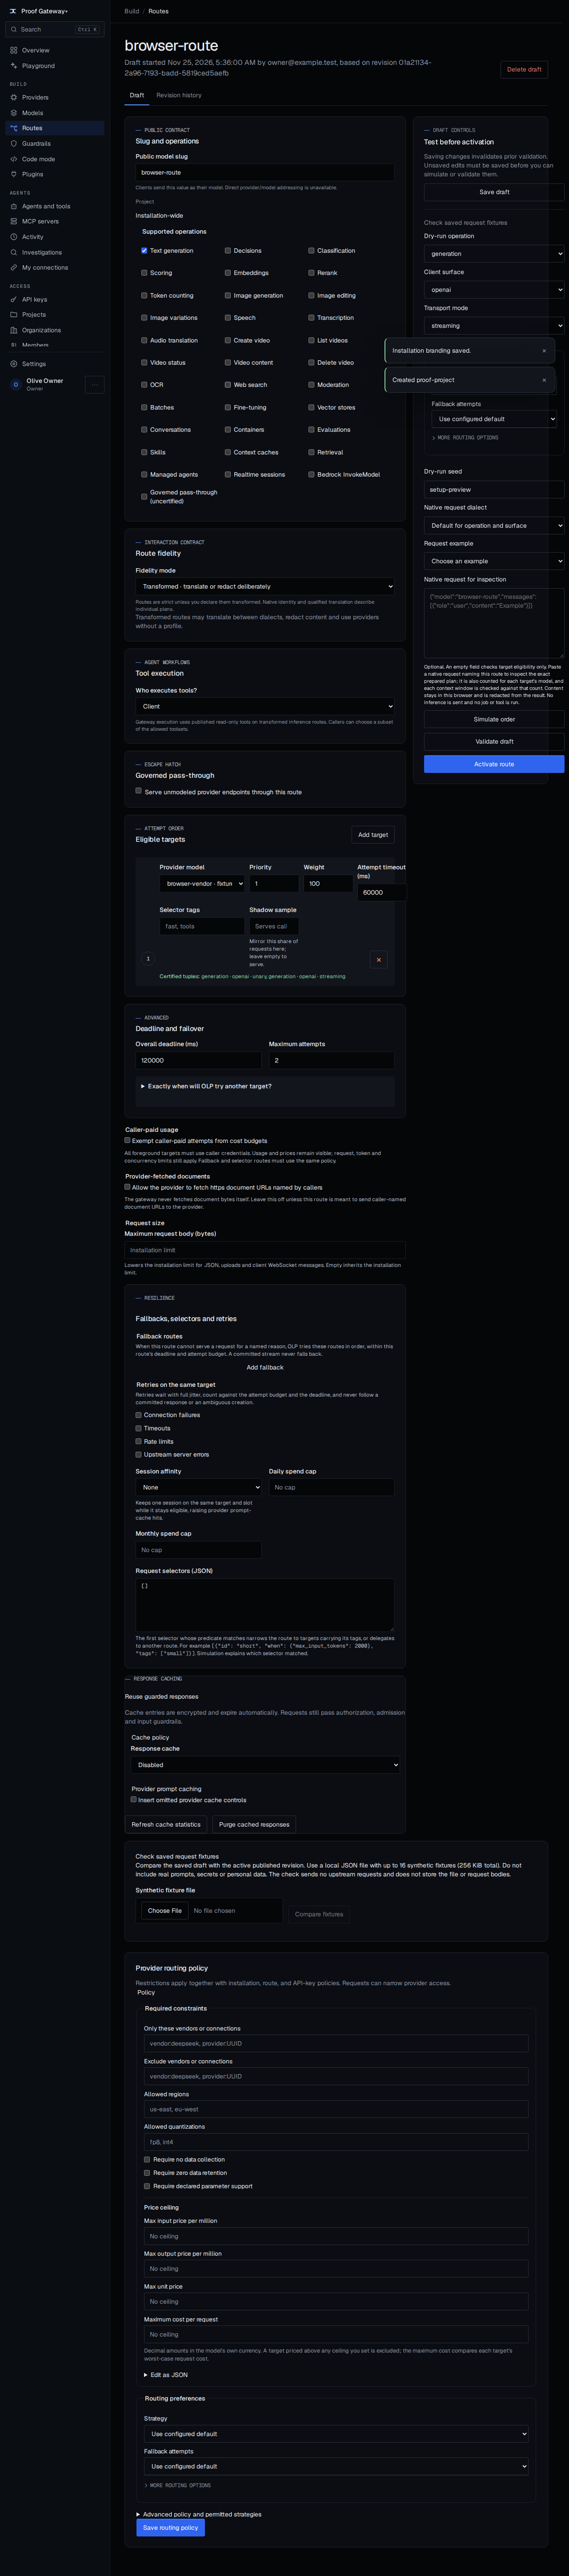 Proof Gateway
Search
Ctrl K
Overview
Playground
BUILD
Providers
Models
Routes
Guardrails
Code mode
Plugins
AGENTS
Agents and tools
MCP servers
Activity
Investigations
My connections
ACCESS
API keys
Projects
Organizations
Members
Settings
O
Olive Owner
Owner
Build / Routes
browser-route
Draft started Nov 25, 2026, 5:36:00 AM by owner@example.test, based on revision 01a21134-
2a96-7193-badd-5819ced5aefb
Delete draft
Draft
Revision history
PUBLIC CONTRACT
Slug and operations
Public model slug
browser-route
Clients send this value as their model. Direct provider/model addressing is unavailable.
Project
Installation-wide
Supported operations
Text generation
Decisions
Classification
Scoring
Embeddings
Rerank
Token counting
Image generation
Image editing
Image variations
Speech
Transcription
Audio translation
Create video
List videos
Video status
Video content
Delete video
OCR
Web search
Moderation
Batches
Fine-tuning
Vector stores
Conversations
Containers
Evaluations
Skills
Context caches
Retrieval
Managed agents
Realtime sessions
Bedrock InvokeModel
Governed pass-through
(uncertified)
INTERACTION CONTRACT
Route fidelity
Fidelity mode
Transformed · translate or redact deliberately
Routes are strict unless you declare them transformed. Native identity and qualified translation describe
individual plans.
Transformed routes may translate between dialects, redact content and use providers
without a profile.
AGENT WORKFLOWS
Tool execution
Who executes tools?
Client
Gateway execution uses published read-only tools on transformed inference routes. Callers can choose a subset
of the allowed toolsets.
ESCAPE HATCH
Governed pass-through
Serve unmodeled provider endpoints through this route
ATTEMPT ORDER
Eligible targets
Add target
Provider model
Priority
Weight
Attempt timeout
(ms)
browser-vendor · fixtur
1
100
60000
Selector tags
Shadow sample
fast, tools
Serves call
Mirror this share of
requests here;
leave empty to
serve.
1
×
Certified tuples: generation · openai · unary, generation · openai · streaming
ADVANCED
Deadline and failover
Overall deadline (ms)
Maximum attempts
120000
2
Exactly when will OLP try another target?
Caller-paid usage
Exempt caller-paid attempts from cost budgets
All foreground targets must use caller credentials. Usage and prices remain visible; request, token and
concurrency limits still apply. Fallback and selector routes must use the same policy.
Provider-fetched documents
Allow the provider to fetch https document URLs named by callers
The gateway never fetches document bytes itself. Leave this off unless this route is meant to send caller-named
document URLs to the provider.
Request size
Maximum request body (bytes)
Installation limit
Lowers the installation limit for JSON, uploads and client WebSocket messages. Empty inherits the installation
limit.
RESILIENCE
Fallbacks, selectors and retries
Fallback routes
When this route cannot serve a request for a named reason, OLP tries these routes in order, within this
route's deadline and attempt budget. A committed stream never falls back.
Add fallback
Retries on the same target
Retries wait with full jitter, count against the attempt budget and the deadline, and never follow a
committed response or an ambiguous creation.
Connection failures
Timeouts
Rate limits
Upstream server errors
Session affinity
Daily spend cap
None
No cap
Keeps one session on the same target and slot
while it stays eligible, raising provider prompt-
cache hits.
Monthly spend cap
No cap
Request selectors (JSON)
[]
The first selector whose predicate matches narrows the route to targets carrying its tags, or delegates
to another route. For example [{"id": "short", "when": {"max_input_tokens": 2000},
"tags": ["small"]}]. Simulation explains which selector matched.
RESPONSE CACHING
Reuse guarded responses
Cache entries are encrypted and expire automatically. Requests still pass authorization, admission
and input guardrails.
Cache policy
Response cache
Disabled
Provider prompt caching
Insert omitted provider cache controls
Refresh cache statistics
Purge cached responses
DRAFT CONTROLS
Test before activation
Saving changes invalidates prior validation.
Unsaved edits must be saved before you can
simulate or validate them.
Save draft
Check saved request fixtures
Dry-run operation
generation
Client surface
openai
Transport mode
streaming
Installation branding saved.
×
Created proof-project
×
Fallback attempts
Use configured default
MORE ROUTING OPTIONS
Dry-run seed
setup-preview
Native request dialect
Default for operation and surface
Request example
Choose an example
Native request for inspection
{"model":"browser-route","messages":
[{"role":"user","content":"Example"}]}
Optional. An empty field checks target eligibility only. Paste
a native request naming this route to inspect the exact
prepared plan; it is also counted for each target's model, and
each context window is checked against that count. Content
stays in this browser and is redacted from the result. No
inference is sent and no job or tool is run.
Simulate order
Validate draft
Activate route
Check saved request fixtures
Compare the saved draft with the active published revision. Use a local JSON file with up to 16 synthetic fixtures (256 KiB total). Do not
include real prompts, secrets or personal data. The check sends no upstream requests and does not store the file or request bodies.
Synthetic fixture file
Choose File
No file chosen
Compare fixtures
Provider routing policy
Restrictions apply together with installation, route, and API-key policies. Requests can narrow provider access.
Policy
Required constraints
Only these vendors or connections
vendor:deepseek, provider:UUID
Exclude vendors or connections
vendor:deepseek, provider:UUID
Allowed regions
us-east, eu-west
Allowed quantizations
fp8, int4
Require no data collection
Require zero data retention
Require declared parameter support
Price ceiling
Max input price per million
No ceiling
Max output price per million
No ceiling
Max unit price
No ceiling
Maximum cost per request
No ceiling
Decimal amounts in the model's own currency. A target priced above any ceiling you set is excluded; the maximum cost compares each target's
worst-case request cost.
Edit as JSON
Routing preferences
Strategy
Use configured default
Fallback attempts
Use configured default
MORE ROUTING OPTIONS
Advanced policy and permitted strategies
Save routing policy